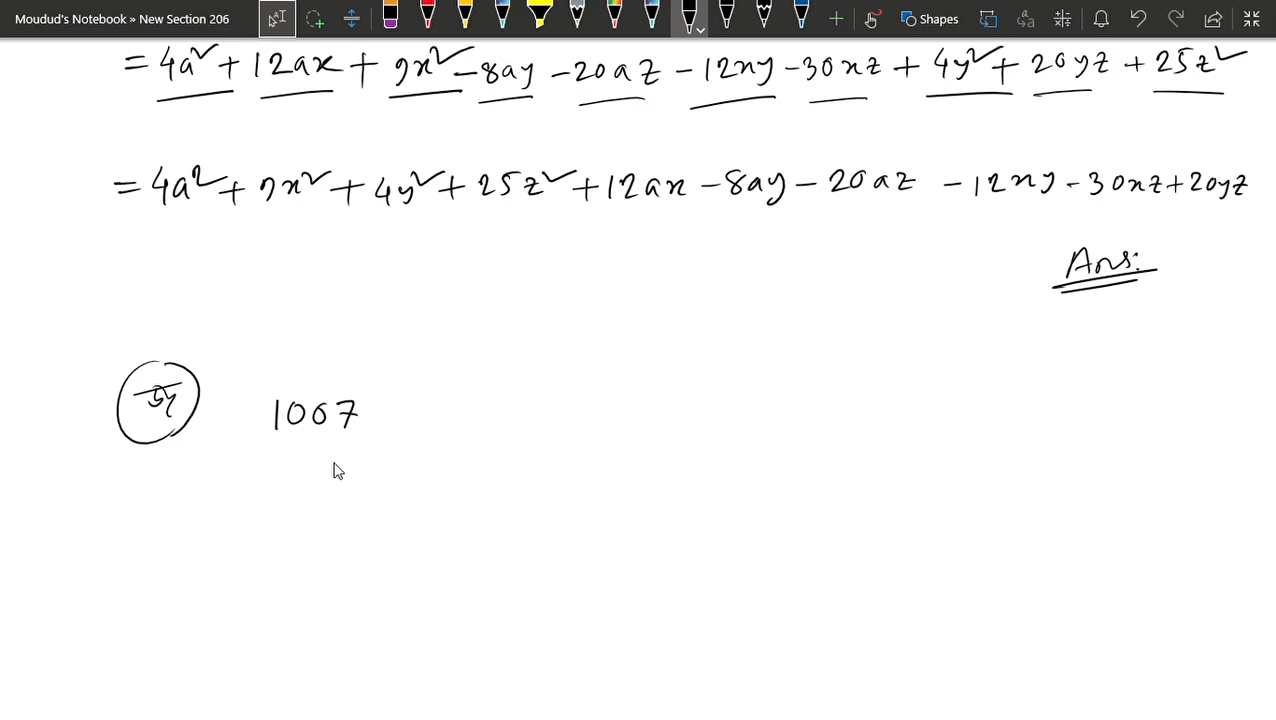 Moudud's Notebook » New Section 206
Shapes
= 4a² + 12ax + 9x² - 8ay - 20az - 12xy - 30xz + 4y² + 20yz + 25z²
= 4a² + 9x² + 4y² + 25z² + 12ax - 8ay - 20az - 12xy - 30xz + 20yz
Ans:
জ 1007